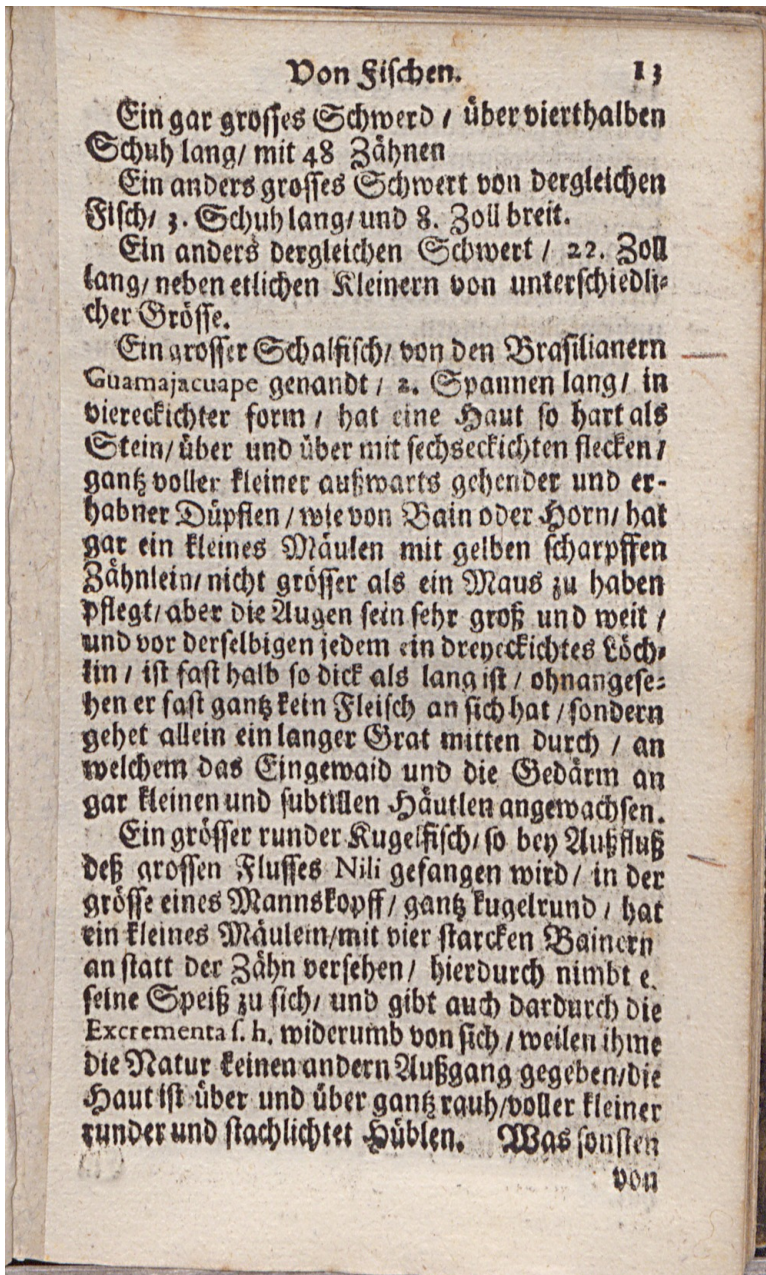 Von Fischen. 13
Ein gar grosses Schwerd / über vierthalben
Schuh lang / mit 48 Zähnen
Ein anders grosses Schwert von dergleichen
Fisch / 3. Schuh lang / und 8. Zoll breit.
Ein anders dergleichen Schwert / 22. Zoll
lang / neben etlichen Kleinern von unterschiedli-
cher Grösse.
Ein grosser Schalfisch / von den Brasilianern
Guamajacuape genandt / 2. Spannen lang / in
viereckichter form / hat eine Haut so hart als
Stein / über und über mit sechseckichten flecken /
gantz voller kleiner außwarts gehender und er-
habner Düpflen / wie von Bain oder Horn / hat
gar ein kleines Mäulen mit gelben scharpffen
Zähnlein / nicht grösser als ein Maus zu haben
pflegt / aber die Augen sein sehr groß und weit /
und vor derselbigen jedem ein dreyeckichtes Löch-
lin / ist fast halb so dick als lang ist / ohnangese-
hen er fast gantz kein Fleisch an sich hat / sondern
gehet allein ein langer Grat mitten durch / an
welchem das Eingewaid und die Gedärm an
gar kleinen und subtillen Häutlen angewachsen.
Ein grösser runder Kugelfisch / so bey Außfluß
deß grossen Flusses Nili gefangen wird / in der
grösse eines Mannskopff / gantz kugelrund / hat
ein kleines Mäulein / mit vier starcken Bainern
an statt der Zähn versehen / hierdurch nimbt e.
seine Speiß zu sich / und gibt auch dardurch die
Excrementa s. h. widerumb von sich / weilen ihme
die Natur keinen andern Außgang gegeben / die
Haut ist über und über gantz rauh / voller kleiner
runder und stachlichter Hüblen. Was sonsten
von